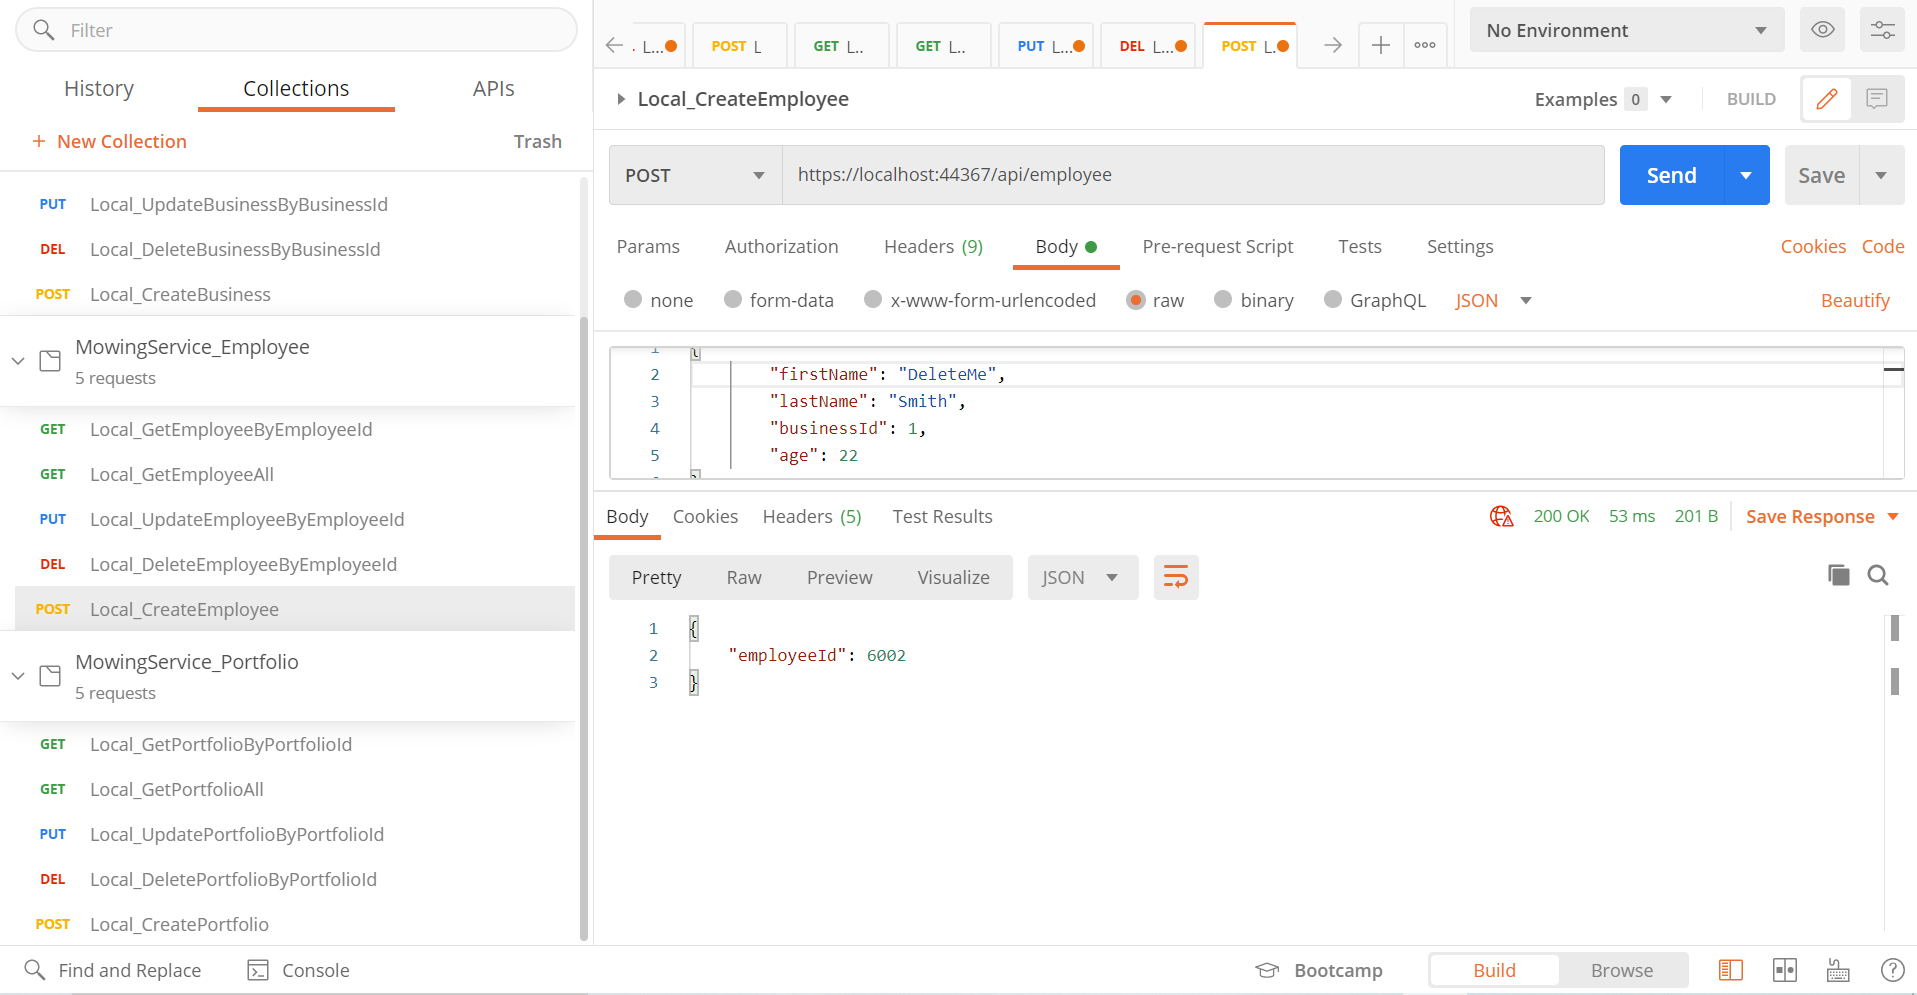 Filter
History Collections APIs
+ New Collection Trash
PUT Local_UpdateBusinessByBusinessId
DEL Local_DeleteBusinessByBusinessId
POST Local_CreateBusiness
MowingService_Employee
5 requests
GET Local_GetEmployeeByEmployeeId
GET Local_GetEmployeeAll
PUT Local_UpdateEmployeeByEmployeeId
DEL Local_DeleteEmployeeByEmployeeId
POST Local_CreateEmployee
MowingService_Portfolio
5 requests
GET Local_GetPortfolioByPortfolioId
GET Local_GetPortfolioAll
PUT Local_UpdatePortfolioByPortfolioId
DEL Local_DeletePortfolioByPortfolioId
POST Local_CreatePortfolio
L... POST L GET L.. GET L.. PUT L... DEL L... POST L.
No Environment
Local_CreateEmployee Examples 0 BUILD
POST https://localhost:44367/api/employee Send Save
Params Authorization Headers (9) Body Pre-request Script Tests Settings Cookies Code
none form-data x-www-form-urlencoded raw binary GraphQL JSON Beautify
1 {
2 "firstName": "DeleteMe",
3 "lastName": "Smith",
4 "businessId": 1,
5 "age": 22
}
Body Cookies Headers (5) Test Results 200 OK 53 ms 201 B Save Response
Pretty Raw Preview Visualize JSON
1 {
2 "employeeId": 6002
3 }
Find and Replace Console Bootcamp Build Browse